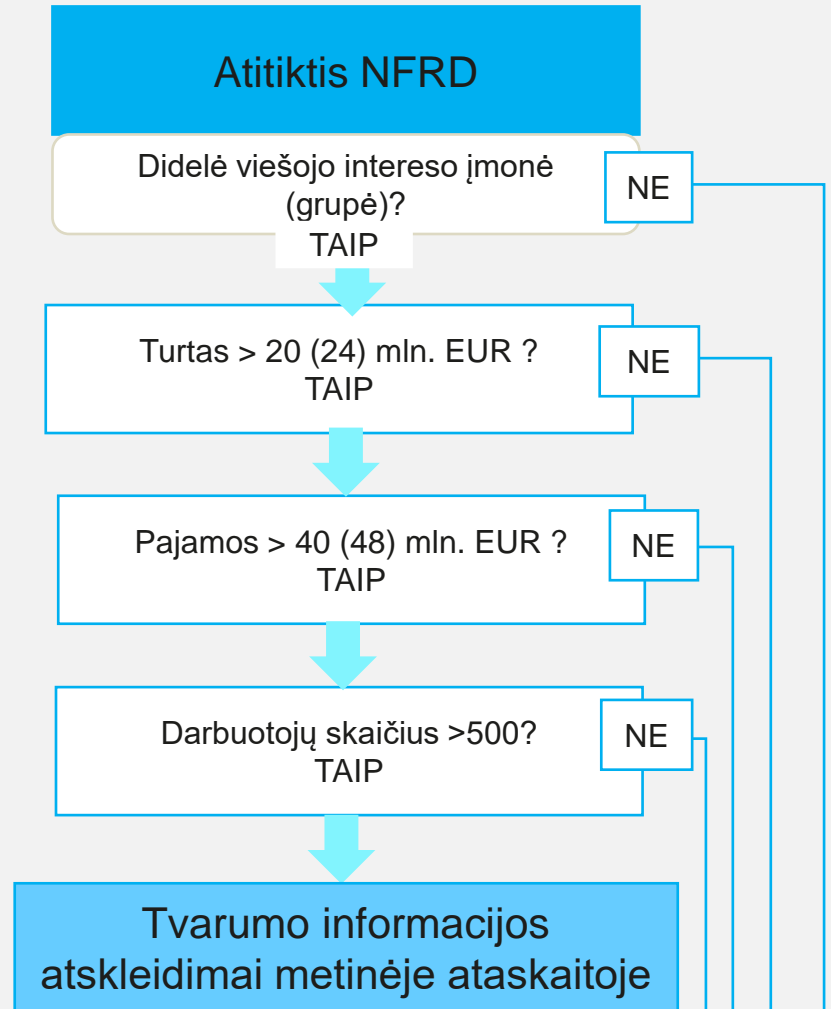 Atitiktis NFRD
Didelė viešojo intereso įmonė
(grupė)?
TAIP
NE
Turtas > 20 (24) mln. EUR ?
TAIP
NE
Pajamos > 40 (48) mln. EUR ?
TAIP
NE
Darbuotojų skaičius >500?
TAIP
NE
Tvarumo informacijos
atskleidimai metinėje ataskaitoje